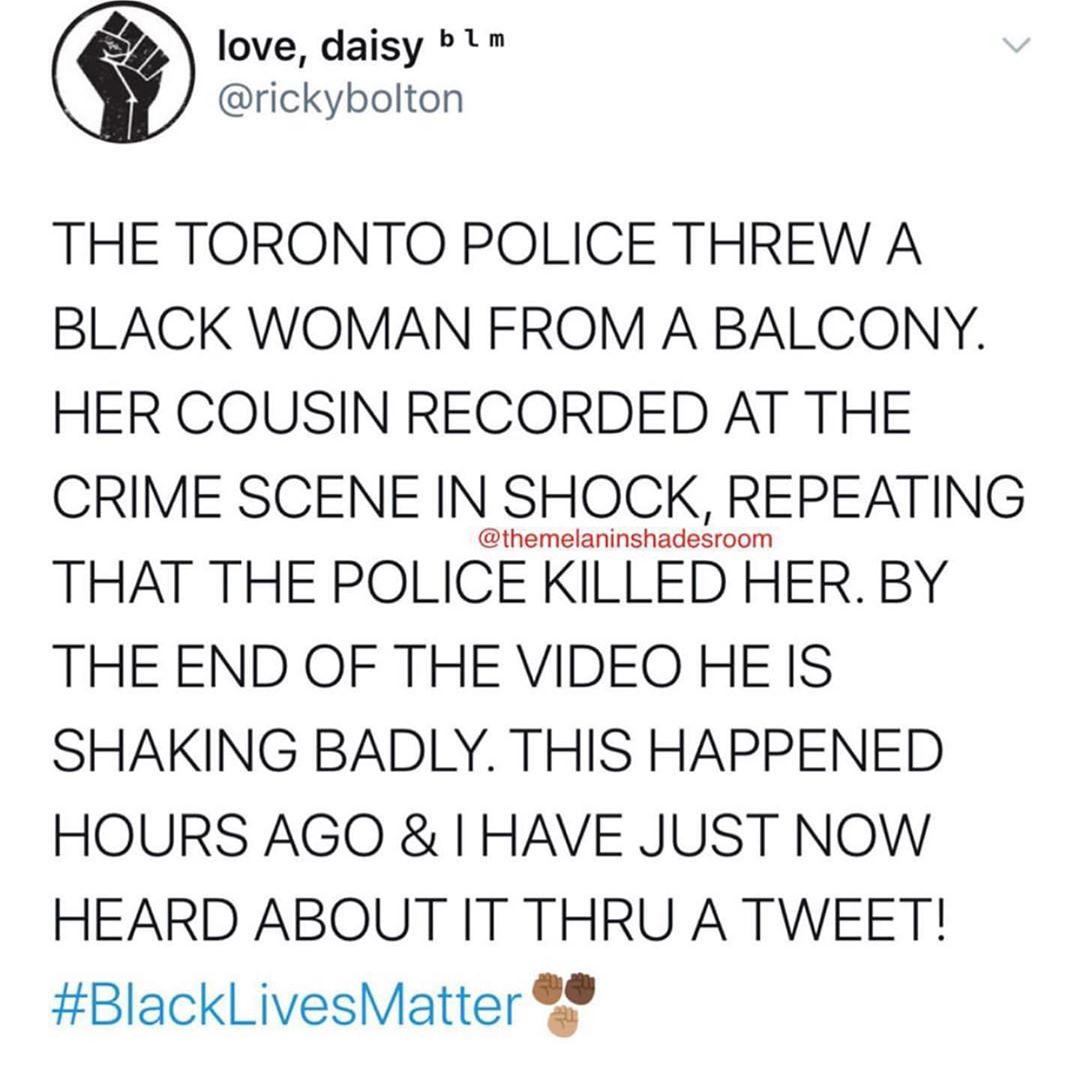 love, daisy ᵇ ˡ ᵐ
@rickybolton
THE TORONTO POLICE THREW A
BLACK WOMAN FROM A BALCONY.
HER COUSIN RECORDED AT THE
CRIME SCENE IN SHOCK, REPEATING
@themelaninshadesroom
THAT THE POLICE KILLED HER. BY
THE END OF THE VIDEO HE IS
SHAKING BADLY. THIS HAPPENED
HOURS AGO & I HAVE JUST NOW
HEARD ABOUT IT THRU A TWEET!
#BlackLivesMatter✊🏾✊🏿✊🏽